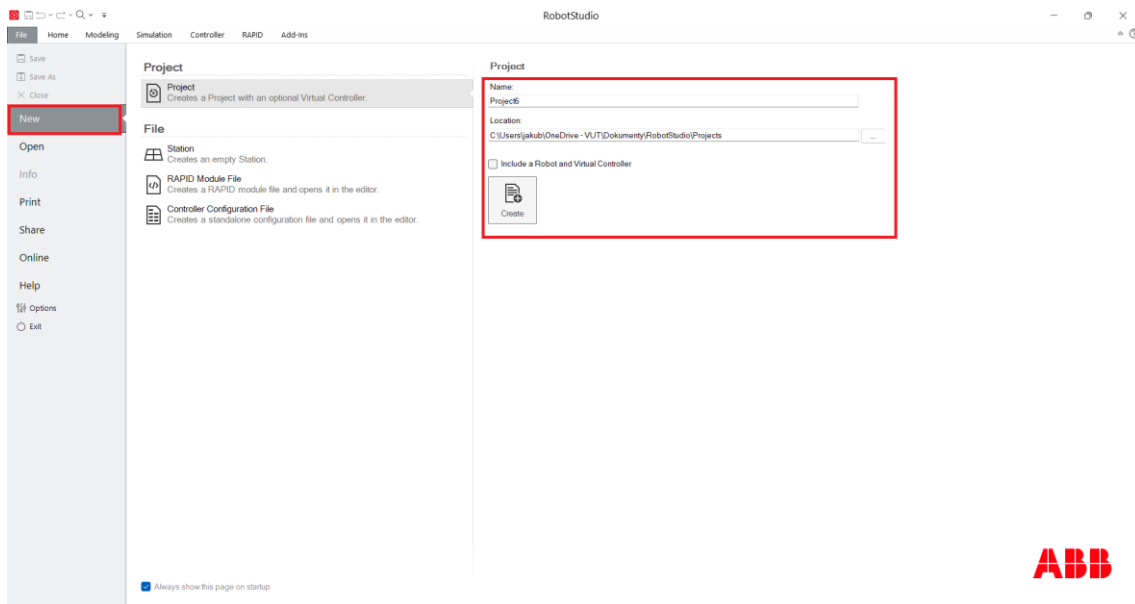 RobotStudio
File Home Modeling Simulation Controller RAPID Add-Ins
Save
Save As
Close
New
Open
Info
Print
Share
Online
Help
Options
Exit
Project
Project
Creates a Project with an optional Virtual Controller.
File
Station
Creates an empty Station.
RAPID Module File
Creates a RAPID module file and opens it in the editor.
Controller Configuration File
Creates a standalone configuration file and opens it in the editor.
Always show this page on startup
Project
Name:
Project6
Location:
C:\Users\jakub\OneDrive - VUT\Dokumenty\RobotStudio\Projects
...
Include a Robot and Virtual Controller
Create
ABB